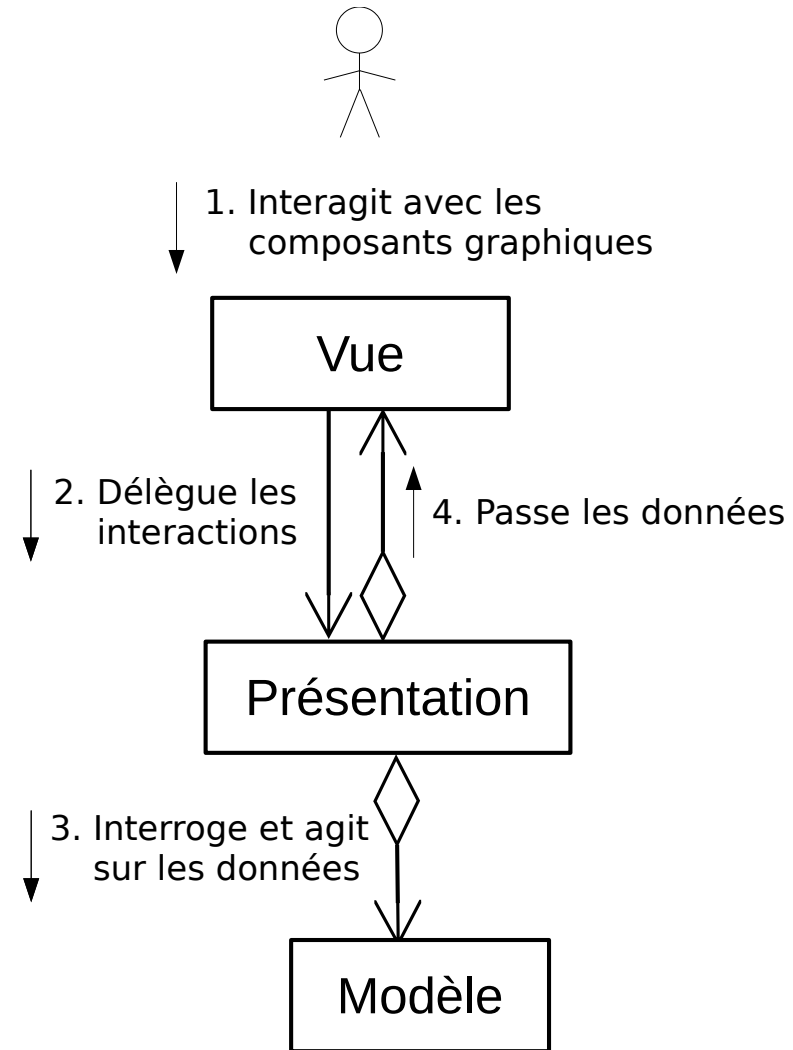 1. Interagit avec les
composants graphiques
Vue
2. Délègue les
interactions
4. Passe les données
Présentation
3. Interroge et agit
sur les données
Modèle